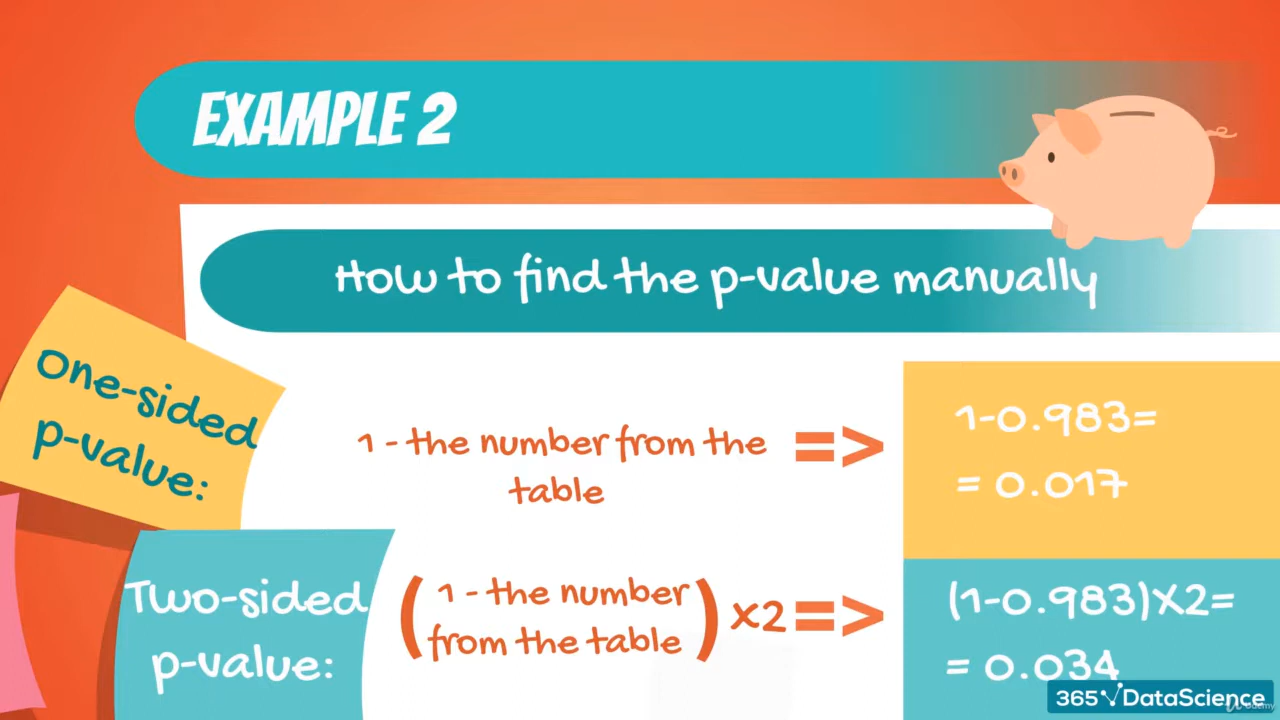 EXAMPLE 2
How to find the p-value manually
One-sided
p-value:
1 - the number from the
table
=>
1-0.983=
= 0.017
Two-sided
p-value:
(1 - the number
from the table) x2 =>
(1-0.983)x2=
= 0.034
365 DataScience
Udemy